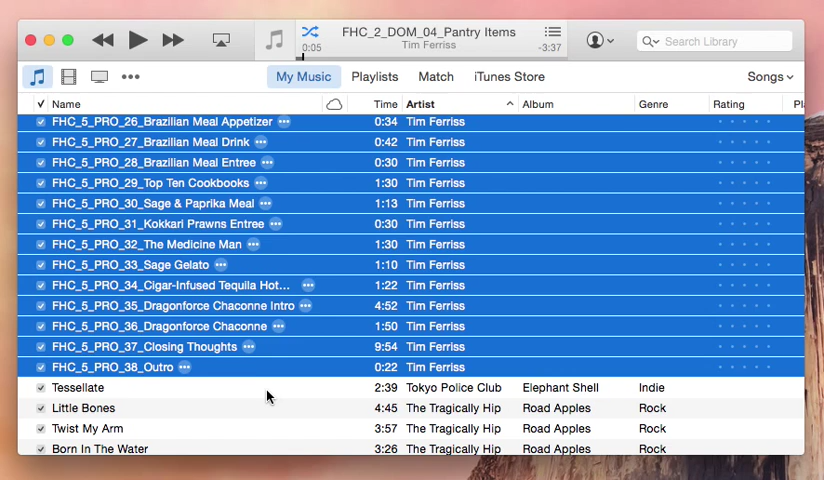 FHC_2_DOM_04_Pantry Items
Tim Ferriss
0:05
-3:37
Search Library
My Music Playlists Match iTunes Store
Songs
✓ Name Time Artist Album Genre Rating Pl
FHC_5_PRO_26_Brazilian Meal Appetizer ••• 0:34 Tim Ferriss
FHC_5_PRO_27_Brazilian Meal Drink ••• 0:42 Tim Ferriss
FHC_5_PRO_28_Brazilian Meal Entree ••• 0:30 Tim Ferriss
FHC_5_PRO_29_Top Ten Cookbooks ••• 1:30 Tim Ferriss
FHC_5_PRO_30_Sage & Paprika Meal ••• 1:13 Tim Ferriss
FHC_5_PRO_31_Kokkari Prawns Entree ••• 0:30 Tim Ferriss
FHC_5_PRO_32_The Medicine Man ••• 1:30 Tim Ferriss
FHC_5_PRO_33_Sage Gelato ••• 1:10 Tim Ferriss
FHC_5_PRO_34_Cigar-Infused Tequila Hot... ••• 1:22 Tim Ferriss
FHC_5_PRO_35_Dragonforce Chaconne Intro ••• 4:52 Tim Ferriss
FHC_5_PRO_36_Dragonforce Chaconne ••• 1:50 Tim Ferriss
FHC_5_PRO_37_Closing Thoughts ••• 9:54 Tim Ferriss
FHC_5_PRO_38_Outro ••• 0:22 Tim Ferriss
Tessellate 2:39 Tokyo Police Club Elephant Shell Indie
Little Bones 4:45 The Tragically Hip Road Apples Rock
Twist My Arm 3:57 The Tragically Hip Road Apples Rock
Born In The Water 3:26 The Tragically Hip Road Apples Rock